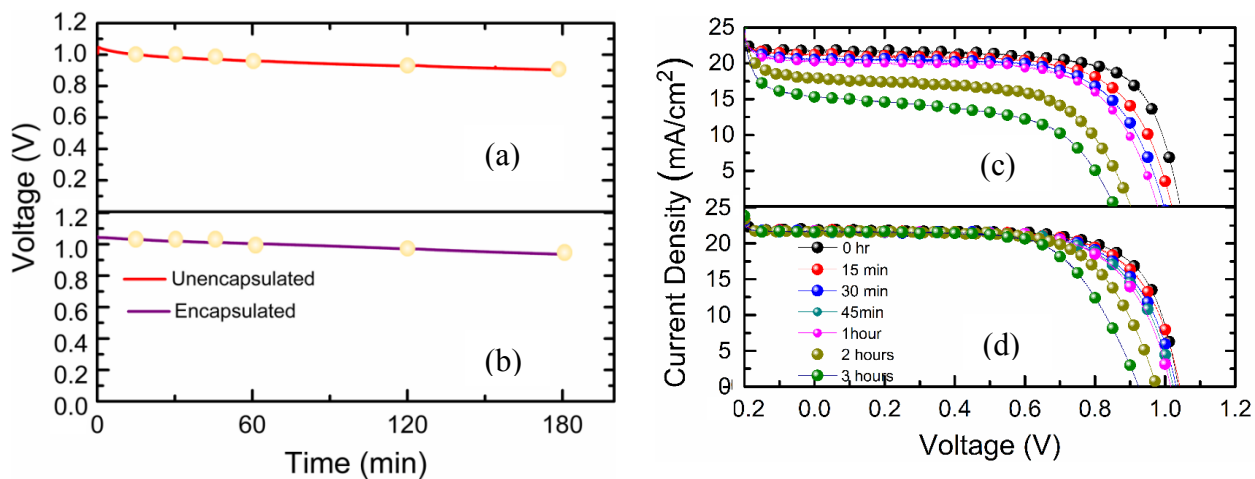 1.2
1.0
0.8
0.6
0.4
0.2
(a)
1.2
1.0
0.8
0.6
0.4
0.2
0.0
Unencapsulated
Encapsulated
(b)
0
60
120
180
Time (min)
Voltage (V)
25
20
15
10
5
(c)
25
20
15
10
5
0
0 hr
15 min
30 min
45min
1hour
2 hours
3 hours
(d)
0.2
0.0
0.2
0.4
0.6
0.8
1.0
1.2
Voltage (V)
Current Density (mA/cm²)